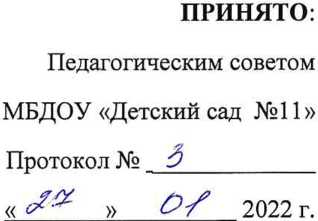 ПРИНЯТО:
Педагогическим советом
МБДОУ «Детский сад №11»
Протокол № 3
« 27 » 01 2022 г.